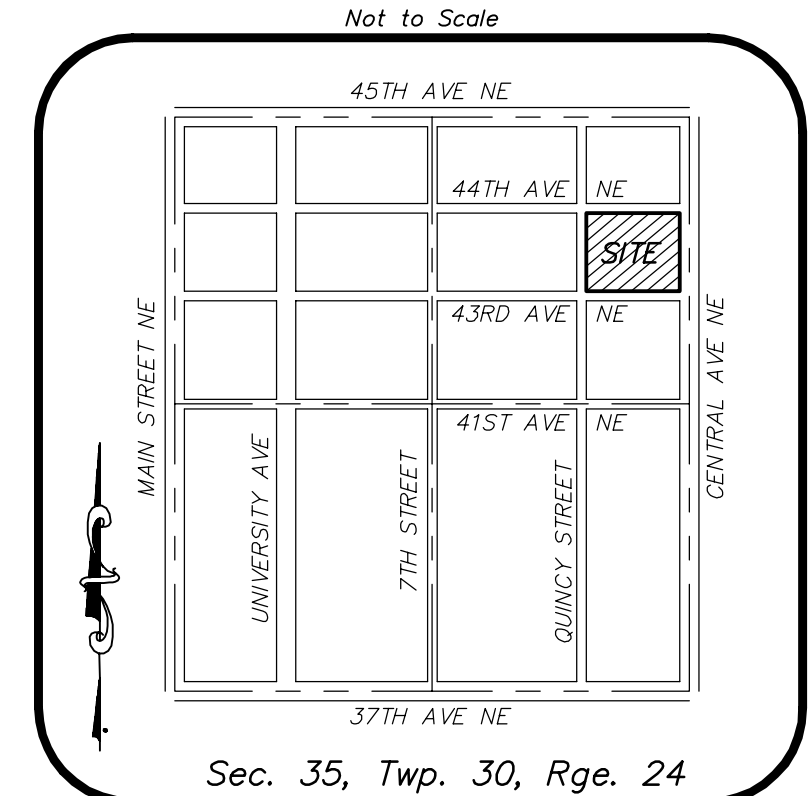 Not to Scale
45TH AVE NE
44TH AVE NE
SITE
43RD AVE NE
MAIN STREET NE
CENTRAL AVE NE
41ST AVE NE
UNIVERSITY AVE
7TH STREET
QUINCY STREET
37TH AVE NE
Sec. 35, Twp. 30, Rge. 24